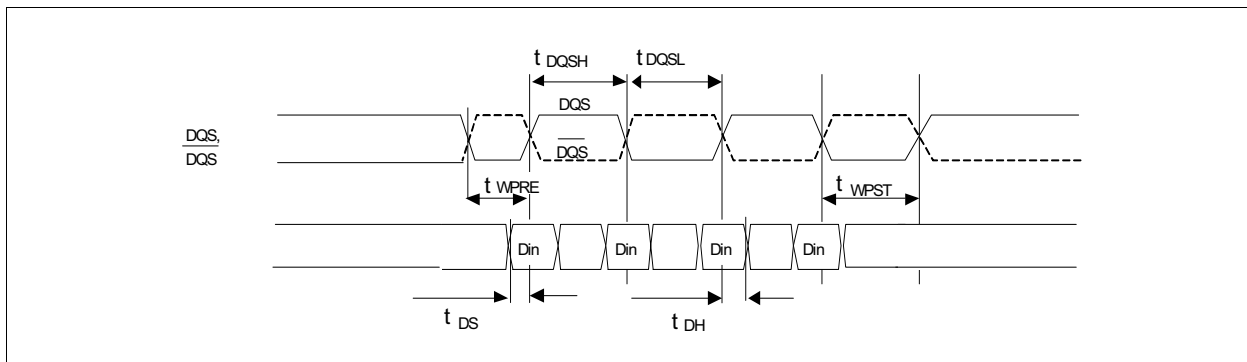 t DQSH t DQSL
DQS
DQS,
DQS
DQS
t WPRE
t WPST
Din Din Din Din
t DS
t DH